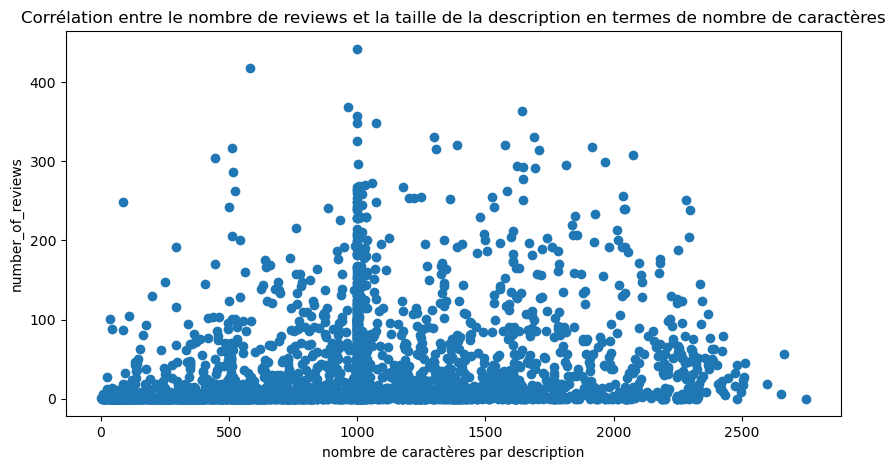 Corrélation entre le nombre de reviews et la taille de la description en termes de nombre de caractères
400
300
200
100
0
number_of_reviews
0 500 1000 1500 2000 2500
nombre de caractères par description